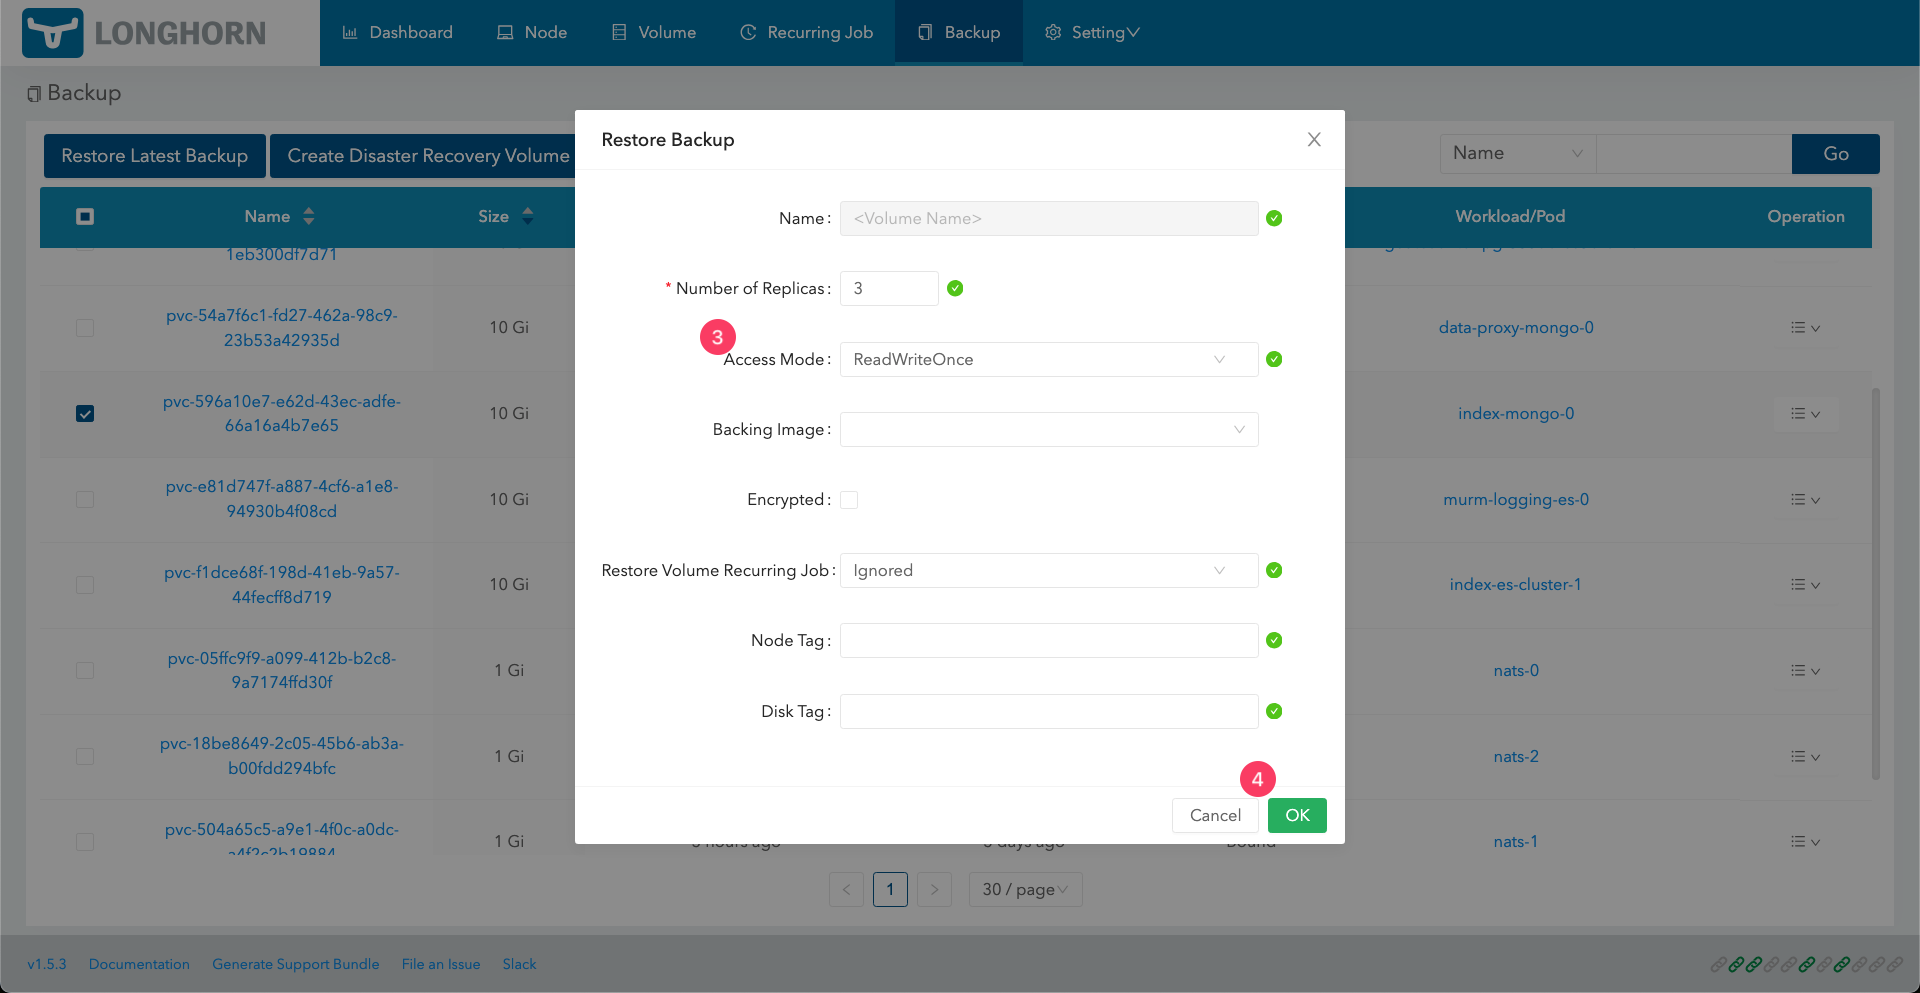 LONGHORN
Dashboard
Node
Volume
Recurring Job
Backup
Setting
Backup
Restore Latest Backup
Create Disaster Recovery Volume
Name
Go
Name
Size
Workload/Pod
Operation
1eb300df7d71
pvc-54a7f6c1-fd27-462a-98c9-
23b53a42935d
10 Gi
data-proxy-mongo-0
pvc-596a10e7-e62d-43ec-adfe-
66a16a4b7e65
10 Gi
index-mongo-0
pvc-e81d747f-a887-4cf6-a1e8-
94930b4f08cd
10 Gi
murm-logging-es-0
pvc-f1dce68f-198d-41eb-9a57-
44fecff8d719
10 Gi
index-es-cluster-1
pvc-05ffc9f9-a099-412b-b2c8-
9a7174ffd30f
1 Gi
nats-0
pvc-18be8649-2c05-45b6-ab3a-
b00fdd294bfc
1 Gi
nats-2
pvc-504a65c5-a9e1-4f0c-a0dc-
a4f2c2b19884
1 Gi
5 days ago
Bound
nats-1
Restore Backup
Name:
<Volume Name>
* Number of Replicas:
3
3
Access Mode:
ReadWriteOnce
Backing Image:
Encrypted:
Restore Volume Recurring Job:
Ignored
Node Tag:
Disk Tag:
4
Cancel
OK
<
1
>
30 / page
v1.5.3
Documentation
Generate Support Bundle
File an Issue
Slack